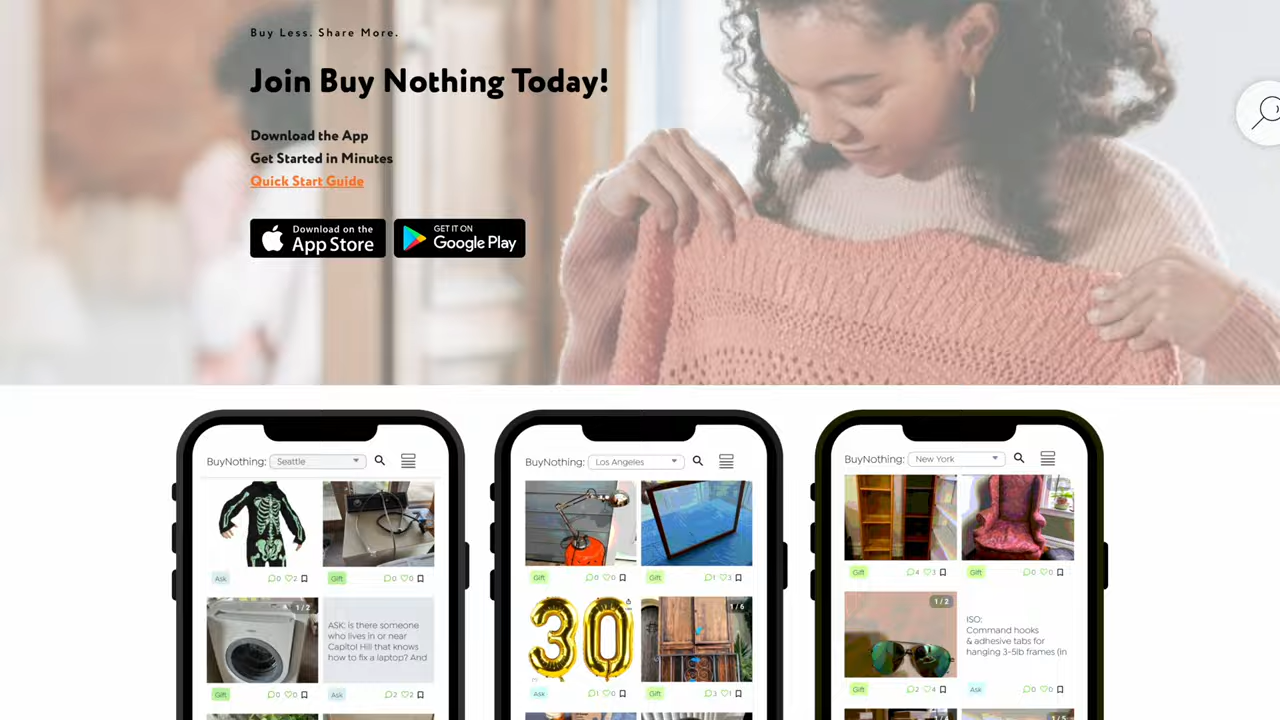 Buy Less. Share More.
Join Buy Nothing Today!
Download the App
Get Started in Minutes
Quick Start Guide
Download on the
App Store
GET IT ON
Google Play
BuyNothing: Seattle
Ask 0 2
Gift 0 0
1 / 2
ASK: is there someone
who lives in or near
Capitol Hill that knows
how to fix a laptop? And
Gift 0 0
Ask 2 2
BuyNothing: Los Angeles
Gift 0 0
Gift 1 3
30
1 / 6
Ask 1 0
Gift 3 1
BuyNothing: New York
Gift 4 3
Gift 0 0
1 / 2
ISO:
Command hooks
& adhesive tabs for
hanging 3-5lb frames (in
Gift 2 4
Ask 0 0